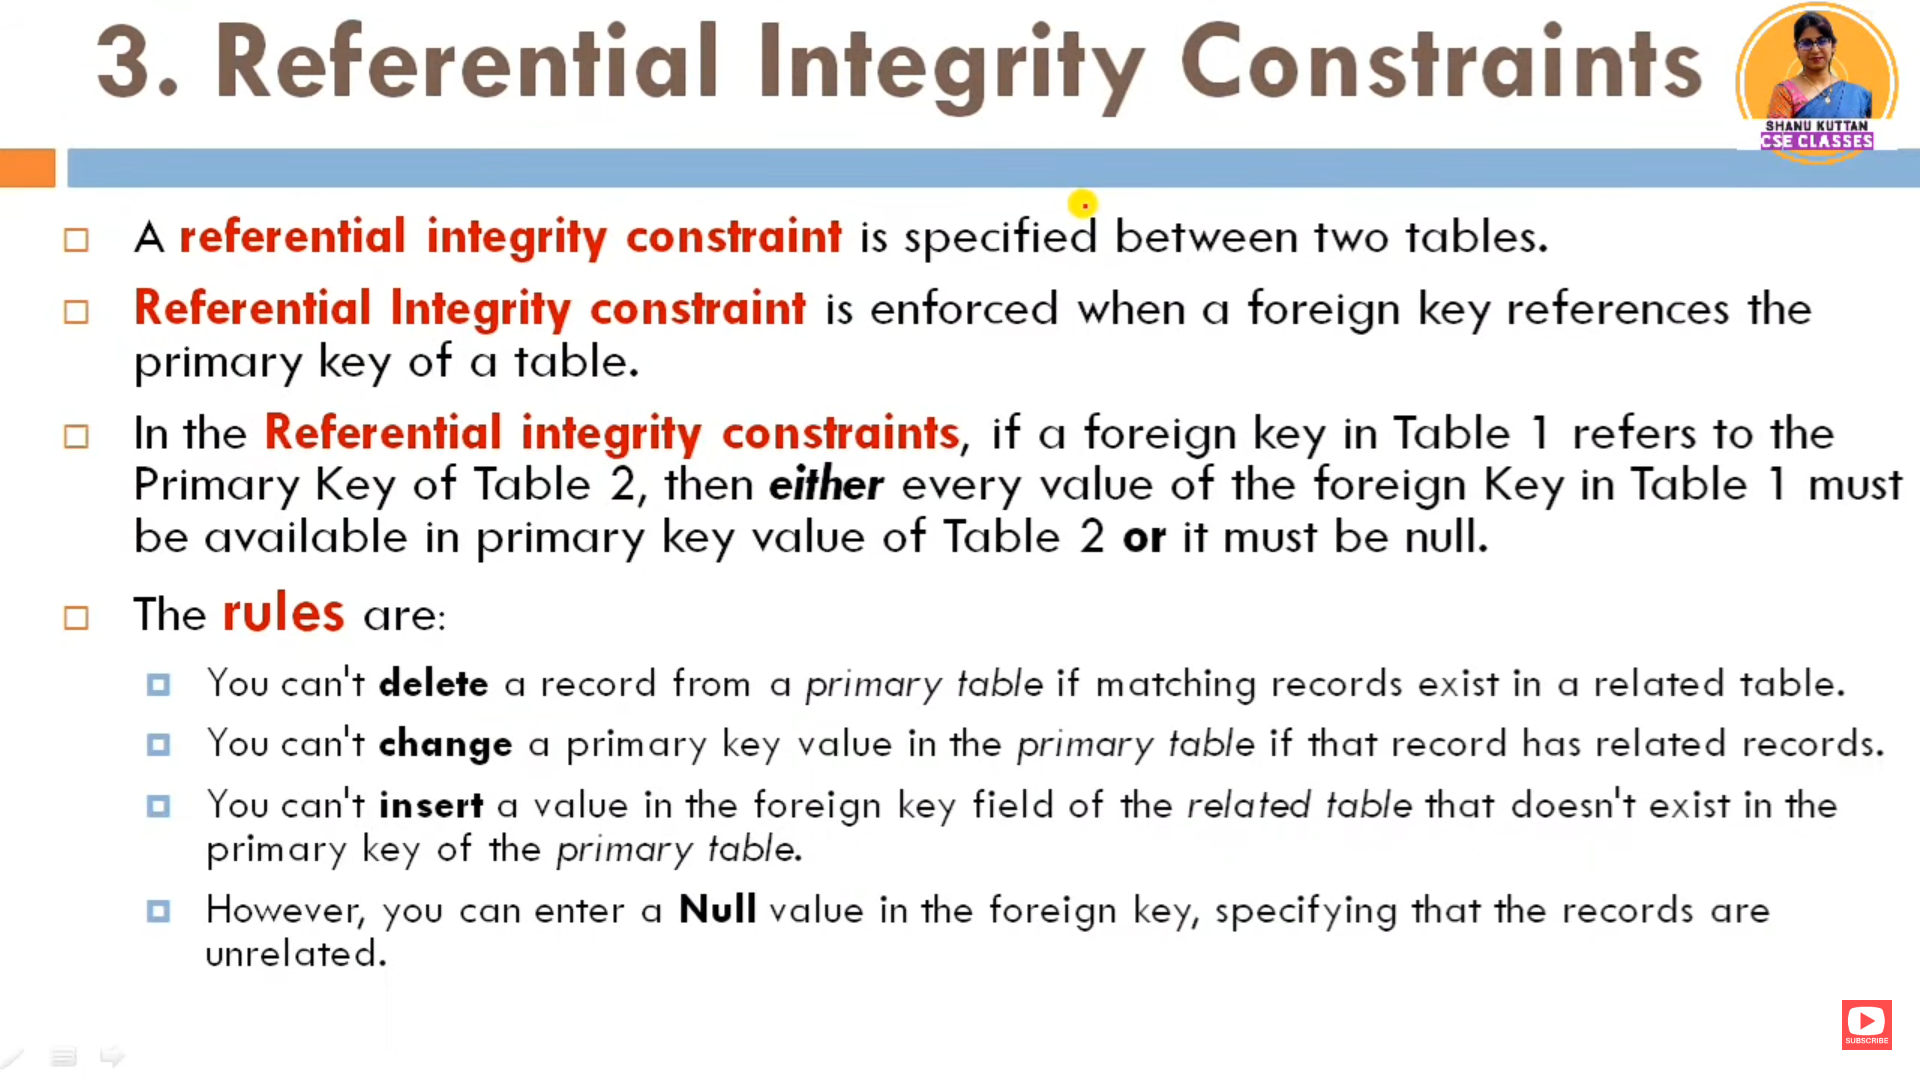 3. Referential Integrity Constraints
SHANU KUTTAN
CSE CLASSES
A referential integrity constraint is specified between two tables.
Referential Integrity constraint is enforced when a foreign key references the
primary key of a table.
In the Referential integrity constraints, if a foreign key in Table 1 refers to the
Primary Key of Table 2, then either every value of the foreign Key in Table 1 must
be available in primary key value of Table 2 or it must be null.
The rules are:
You can't delete a record from a primary table if matching records exist in a related table.
You can't change a primary key value in the primary table if that record has related records.
You can't insert a value in the foreign key field of the related table that doesn't exist in the
primary key of the primary table.
However, you can enter a Null value in the foreign key, specifying that the records are
unrelated.
SUBSCRIBE